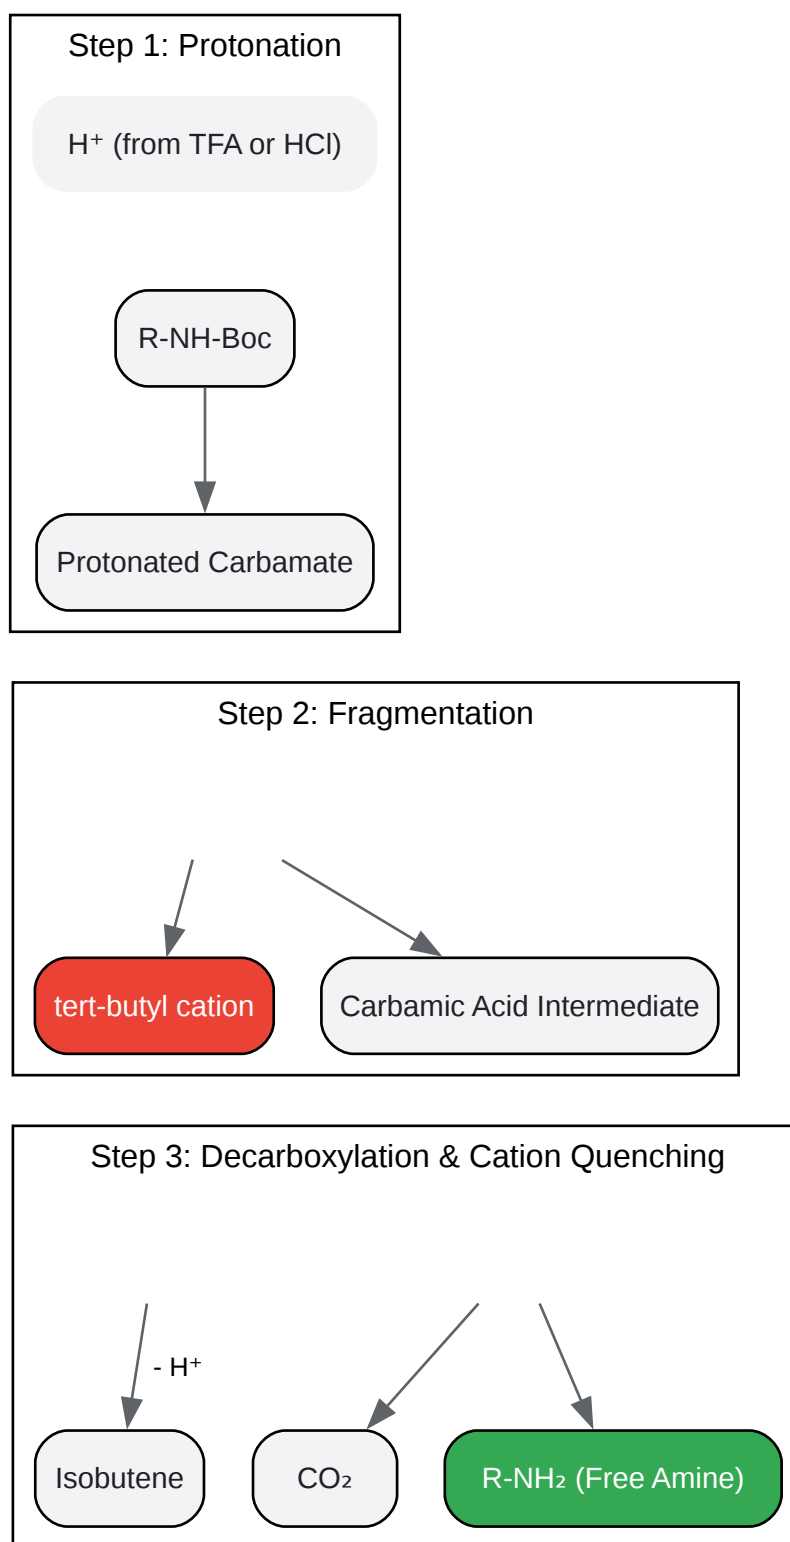 Step 1: Protonation
H⁺ (from TFA or HCl)
R-NH-Boc
Protonated Carbamate
Step 2: Fragmentation
tert-butyl cation
Carbamic Acid Intermediate
Step 3: Decarboxylation & Cation Quenching
- H⁺
Isobutene
CO₂
R-NH₂ (Free Amine)